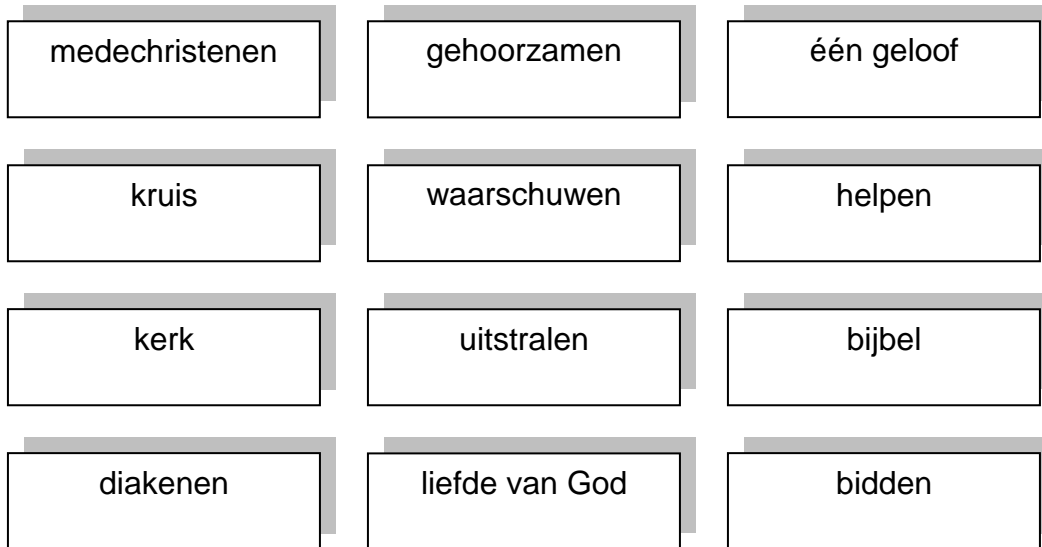 medechristenen
gehoorzamen
één geloof
kruis
waarschuwen
helpen
kerk
uitstralen
bijbel
diakenen
liefde van God
bidden